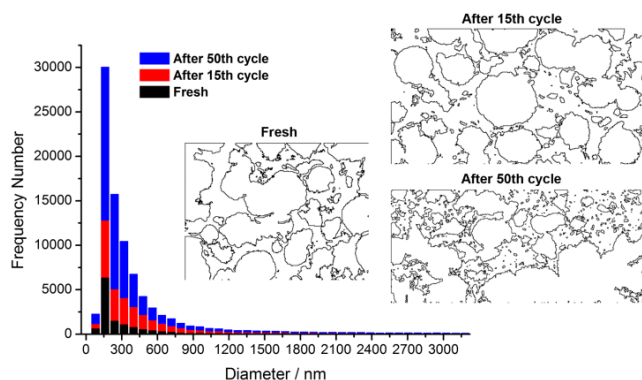 After 50th cycle
After 15th cycle
Fresh
Frequency Number
30000
25000
20000
15000
10000
5000
0
0 300 600 900 1200 1500 1800 2100 2400 2700 3000
Diameter / nm
Fresh
After 15th cycle
After 50th cycle